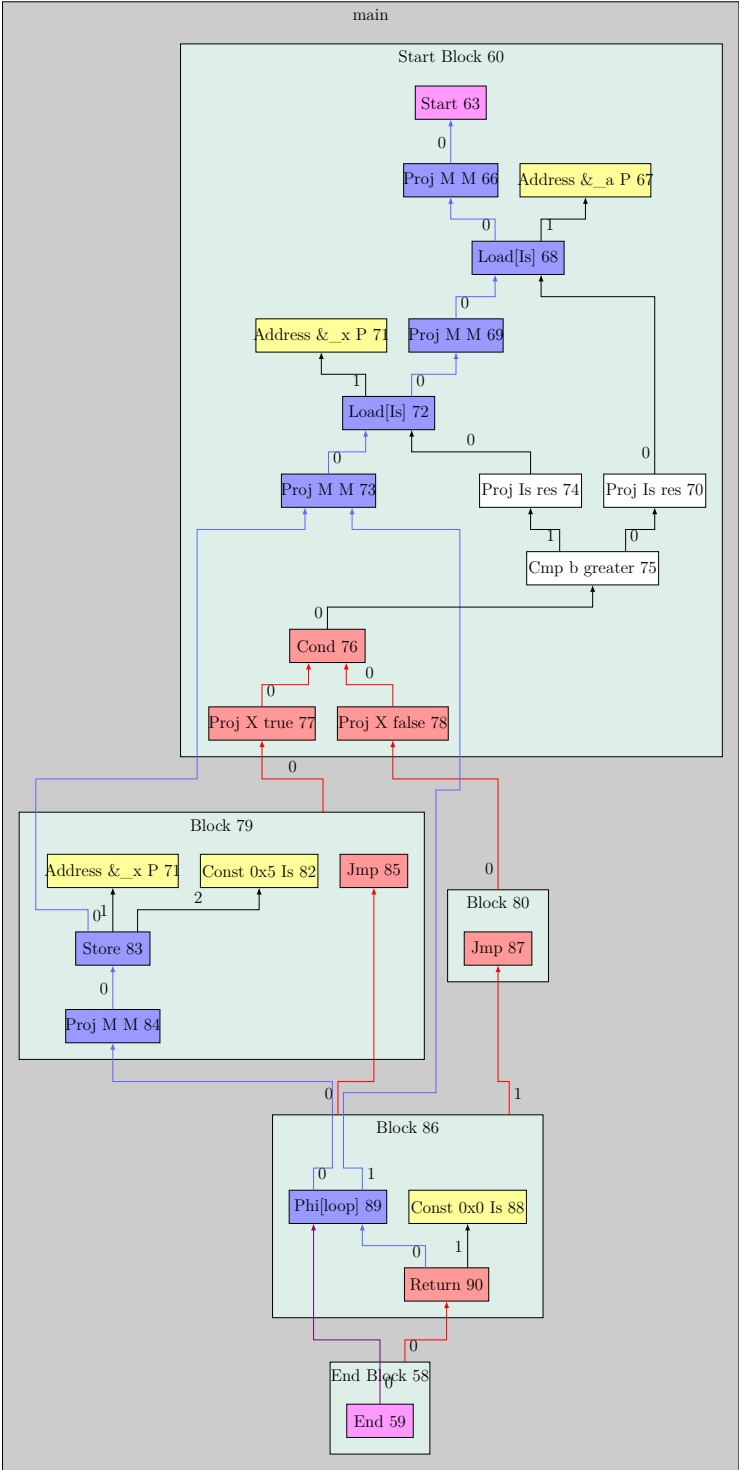 main
Start Block 60
Start 63
0
Proj M M 66
Address &_a P 67
0
1
Load[Is] 68
0
Address &_x P 71
Proj M M 69
1
0
Load[Is] 72
0
0
0
Proj M M 73
Proj Is res 74
Proj Is res 70
1
0
Cmp b greater 75
0
Cond 76
0
0
Proj X true 77
Proj X false 78
0
Block 79
Address &_x P 71
Const 0x5 Is 82
Jmp 85
0
2
0
1
Block 80
Store 83
Jmp 87
0
Proj M M 84
0
1
Block 86
0
1
Phi[loop] 89
Const 0x0 Is 88
0
1
Return 90
0
End Block 58
0
End 59